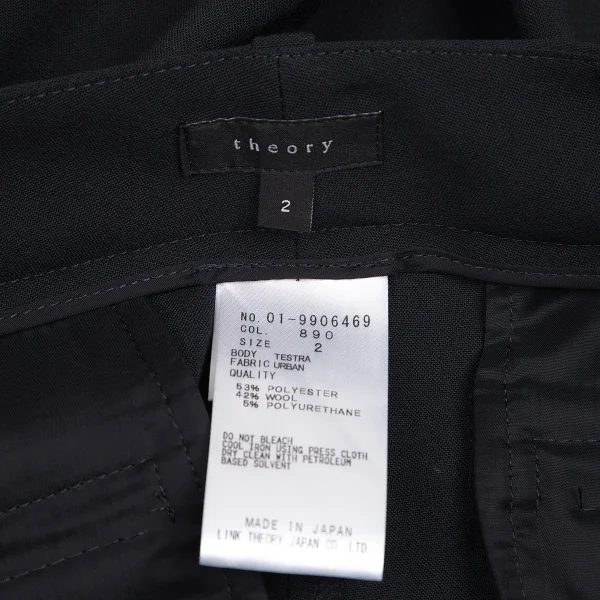 theory
2
NO. 01-9906469
COL. 890
SIZE 2
BODY TESTRA
FABRIC URBAN
QUALITY
53% POLYESTER
42% WOOL
5% POLYURETHANE
DO NOT BLEACH
COOL IRON USING PRESS CLOTH
DRY CLEAN WITH PETROLEUM
BASED SOLVENT
MADE IN JAPAN
LINK THEORY JAPAN CO LTD